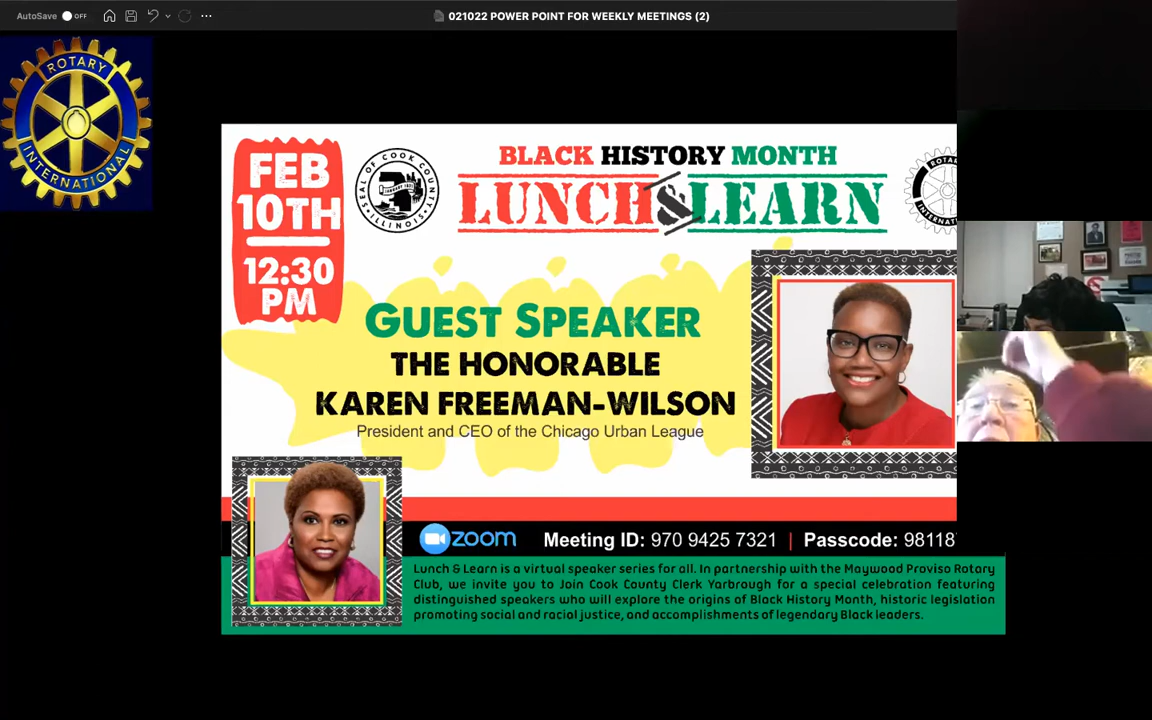 AutoSave OFF
021022 POWER POINT FOR WEEKLY MEETINGS (2)
ROTARY
INTERNATIONAL
FEB
10TH
12:30
PM
SEAL OF COOK COUNTY
ILLINOIS
BLACK HISTORY MONTH
LUNCH & LEARN
GUEST SPEAKER
THE HONORABLE
KAREN FREEMAN-WILSON
President and CEO of the Chicago Urban League
zoom Meeting ID: 970 9425 7321 | Passcode: 98118
Lunch & Learn is a virtual speaker series for all. In partnership with the Maywood Proviso Rotary
Club, we invite you to Join Cook County Clerk Yarbrough for a special celebration featuring
distinguished speakers who will explore the origins of Black History Month, historic legislation
promoting social and racial justice, and accomplishments of legendary Black leaders.